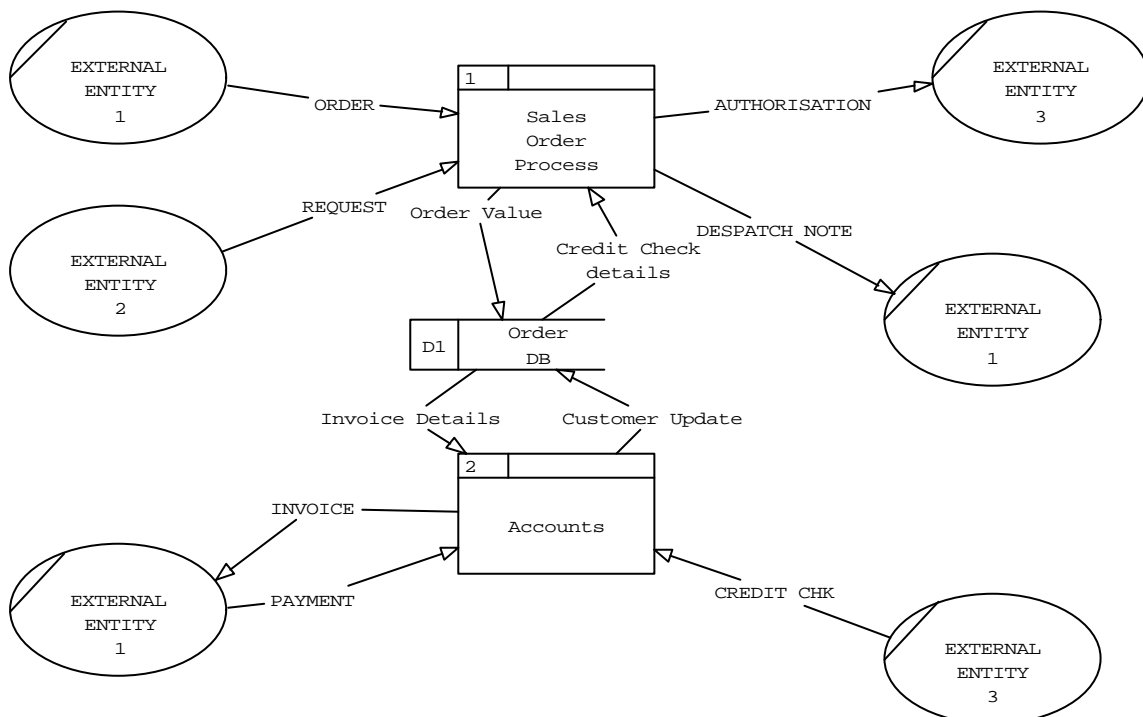 EXTERNAL
ENTITY
1
ORDER
1
Sales
Order
Process
AUTHORISATION
EXTERNAL
ENTITY
3
EXTERNAL
ENTITY
2
REQUEST
Order Value
Credit Check
details
DESPATCH NOTE
EXTERNAL
ENTITY
1
D1
Order
DB
Invoice Details
Customer Update
2
Accounts
INVOICE
PAYMENT
EXTERNAL
ENTITY
1
CREDIT CHK
EXTERNAL
ENTITY
3